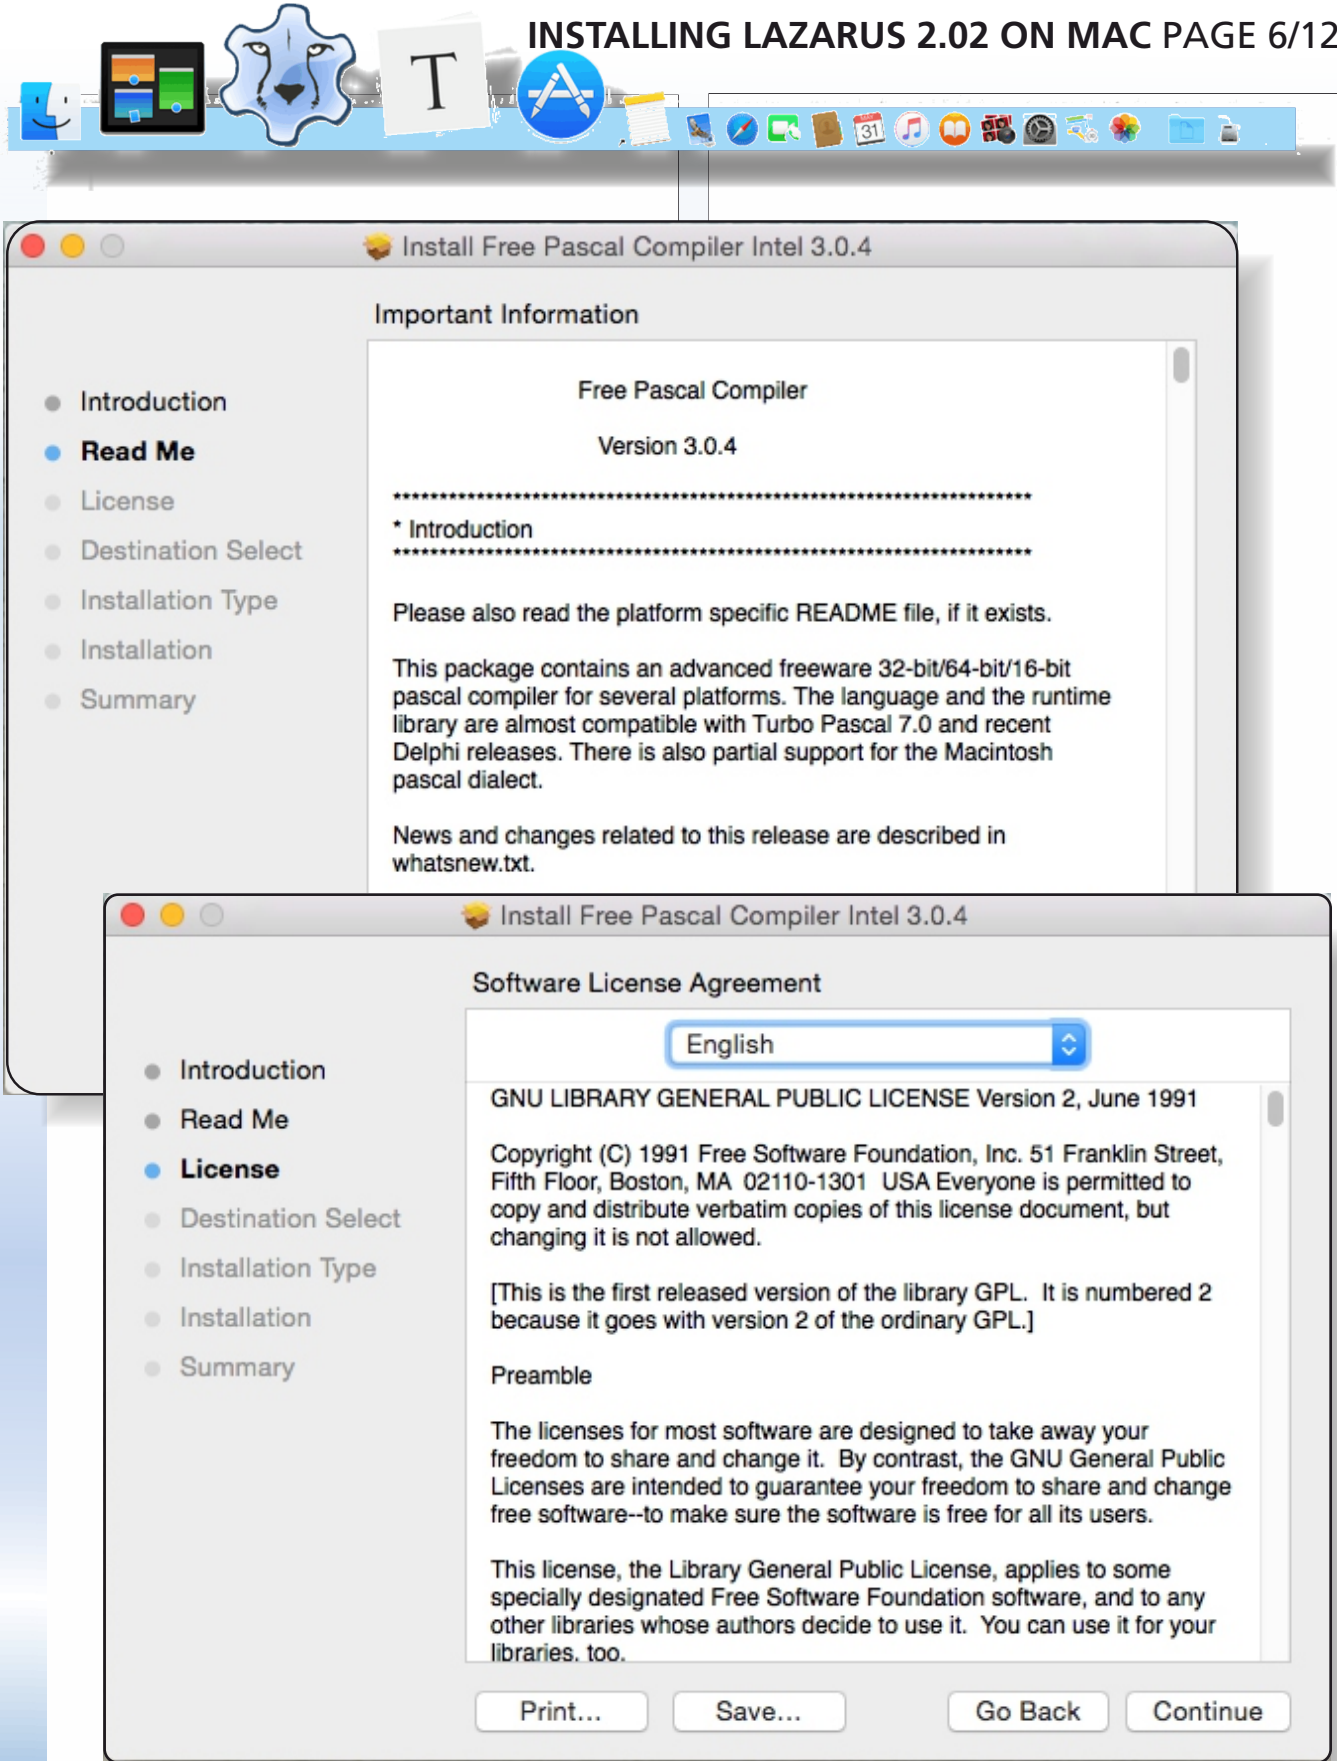 INSTALLING LAZARUS 2.02 ON MAC PAGE 6/12
T
31
Install Free Pascal Compiler Intel 3.0.4
Important Information
Introduction
Read Me
License
Destination Select
Installation Type
Installation
Summary
Free Pascal Compiler
Version 3.0.4
**********************************************************************
* Introduction
**********************************************************************
Please also read the platform specific README file, if it exists.
This package contains an advanced freeware 32-bit/64-bit/16-bit
pascal compiler for several platforms. The language and the runtime
library are almost compatible with Turbo Pascal 7.0 and recent
Delphi releases. There is also partial support for the Macintosh
pascal dialect.
News and changes related to this release are described in
whatsnew.txt.
Install Free Pascal Compiler Intel 3.0.4
Software License Agreement
Introduction
Read Me
License
Destination Select
Installation Type
Installation
Summary
English
GNU LIBRARY GENERAL PUBLIC LICENSE Version 2, June 1991
Copyright (C) 1991 Free Software Foundation, Inc. 51 Franklin Street,
Fifth Floor, Boston, MA  02110-1301  USA Everyone is permitted to
copy and distribute verbatim copies of this license document, but
changing it is not allowed.
[This is the first released version of the library GPL.  It is numbered 2
because it goes with version 2 of the ordinary GPL.]
Preamble
The licenses for most software are designed to take away your
freedom to share and change it.  By contrast, the GNU General Public
Licenses are intended to guarantee your freedom to share and change
free software--to make sure the software is free for all its users.
This license, the Library General Public License, applies to some
specially designated Free Software Foundation software, and to any
other libraries whose authors decide to use it.  You can use it for your
libraries, too.
Print...
Save...
Go Back
Continue